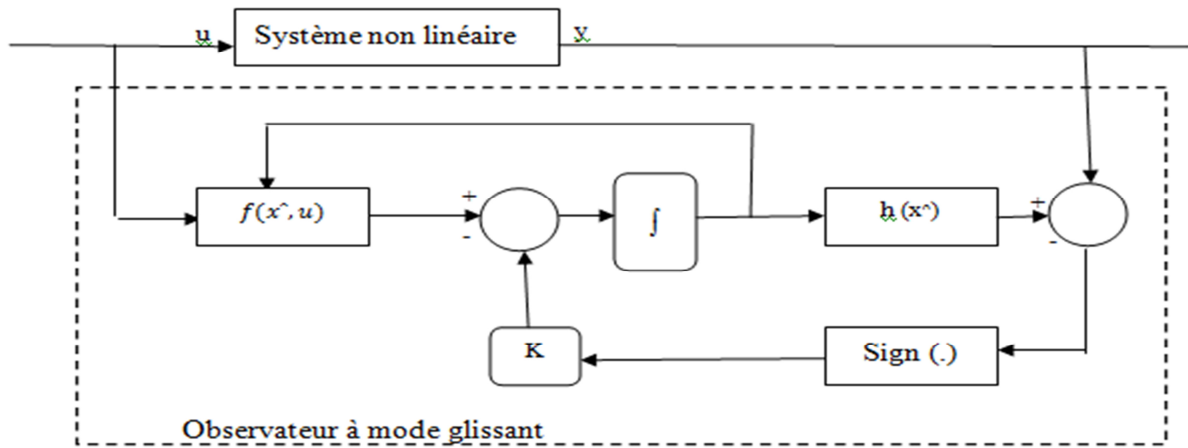 u
Système non linéaire
y
f(x^, u)
+
-
∫
h (x^)
+
-
K
Sign (.)
Observateur à mode glissant